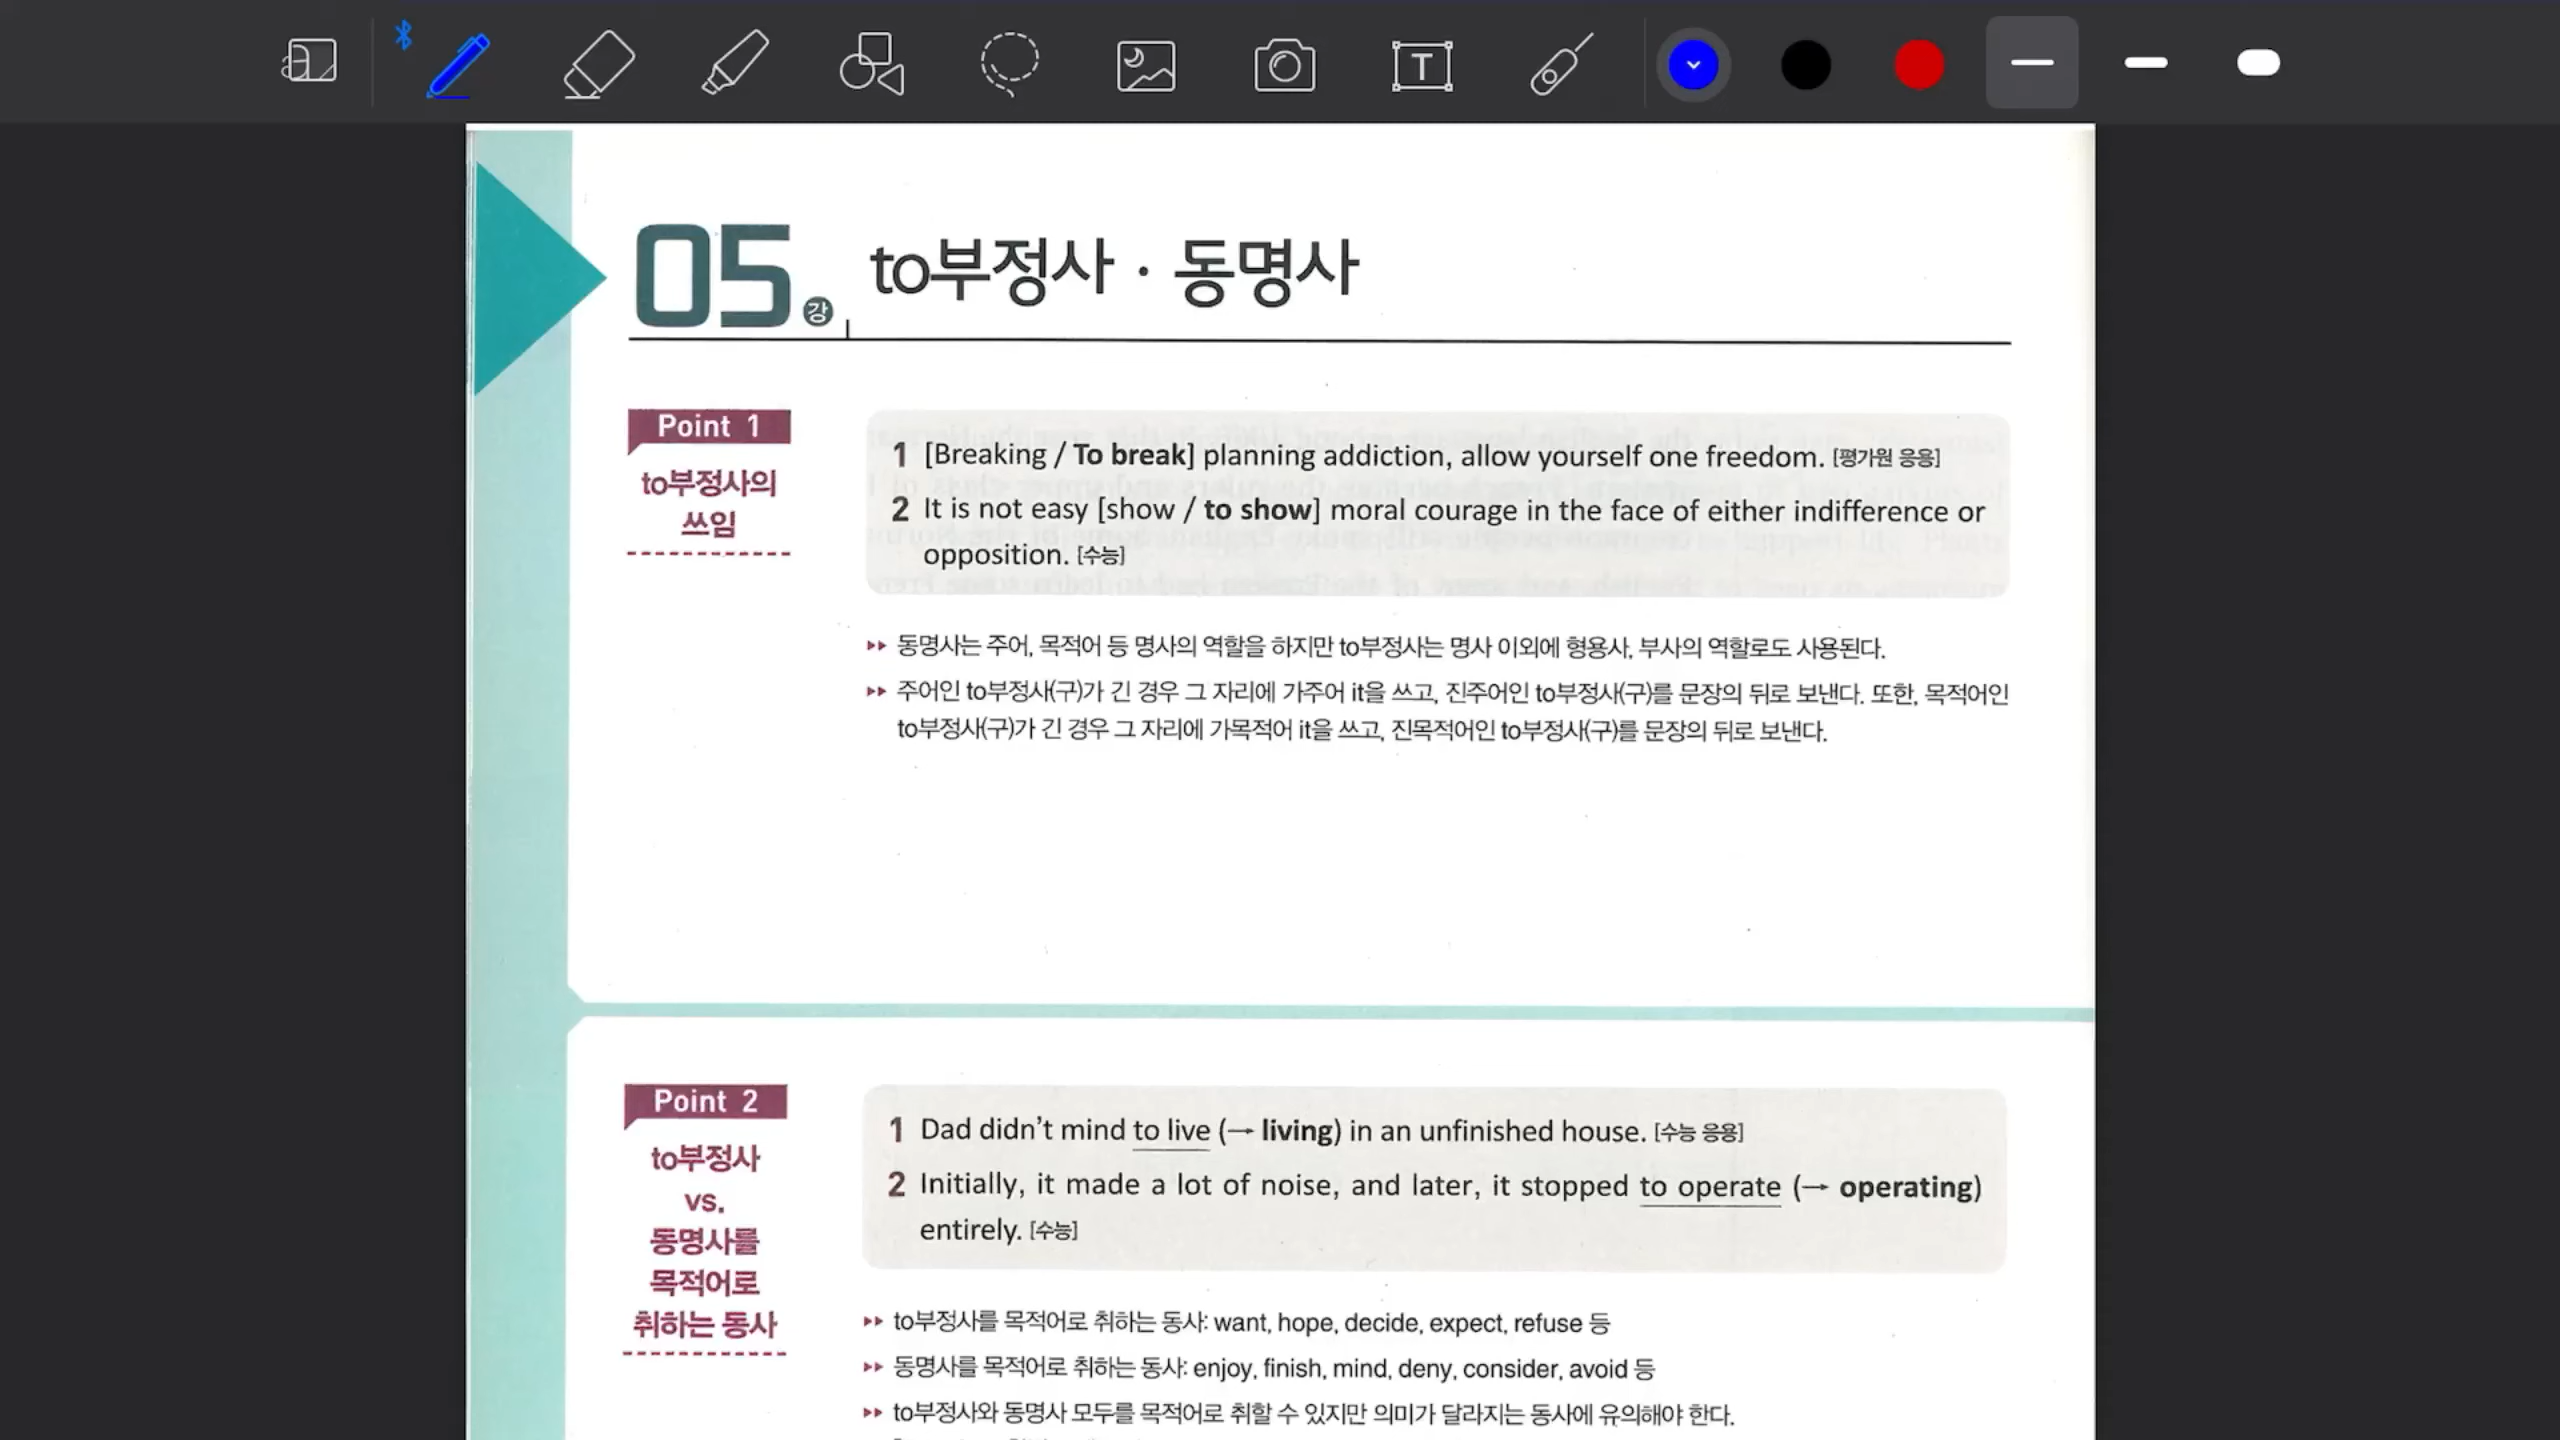 05강 to부정사 · 동명사
Point 1
to부정사의
쓰임
1 [Breaking / To break] planning addiction, allow yourself one freedom. [평가원 응용]
2 It is not easy [show / to show] moral courage in the face of either indifference or
opposition. [수능]
▸▸ 동명사는 주어, 목적어 등 명사의 역할을 하지만 to부정사는 명사 이외에 형용사, 부사의 역할로도 사용된다.
▸▸ 주어인 to부정사(구)가 긴 경우 그 자리에 가주어 it을 쓰고, 진주어인 to부정사(구)를 문장의 뒤로 보낸다. 또한, 목적어인
to부정사(구)가 긴 경우 그 자리에 가목적어 it을 쓰고, 진목적어인 to부정사(구)를 문장의 뒤로 보낸다.
Point 2
to부정사
vs.
동명사를
목적어로
취하는 동사
1 Dad didn’t mind to live (→ living) in an unfinished house. [수능 응용]
2 Initially, it made a lot of noise, and later, it stopped to operate (→ operating)
entirely. [수능]
▸▸ to부정사를 목적어로 취하는 동사: want, hope, decide, expect, refuse 등
▸▸ 동명사를 목적어로 취하는 동사: enjoy, finish, mind, deny, consider, avoid 등
▸▸ to부정사와 동명사 모두를 목적어로 취할 수 있지만 의미가 달라지는 동사에 유의해야 한다.